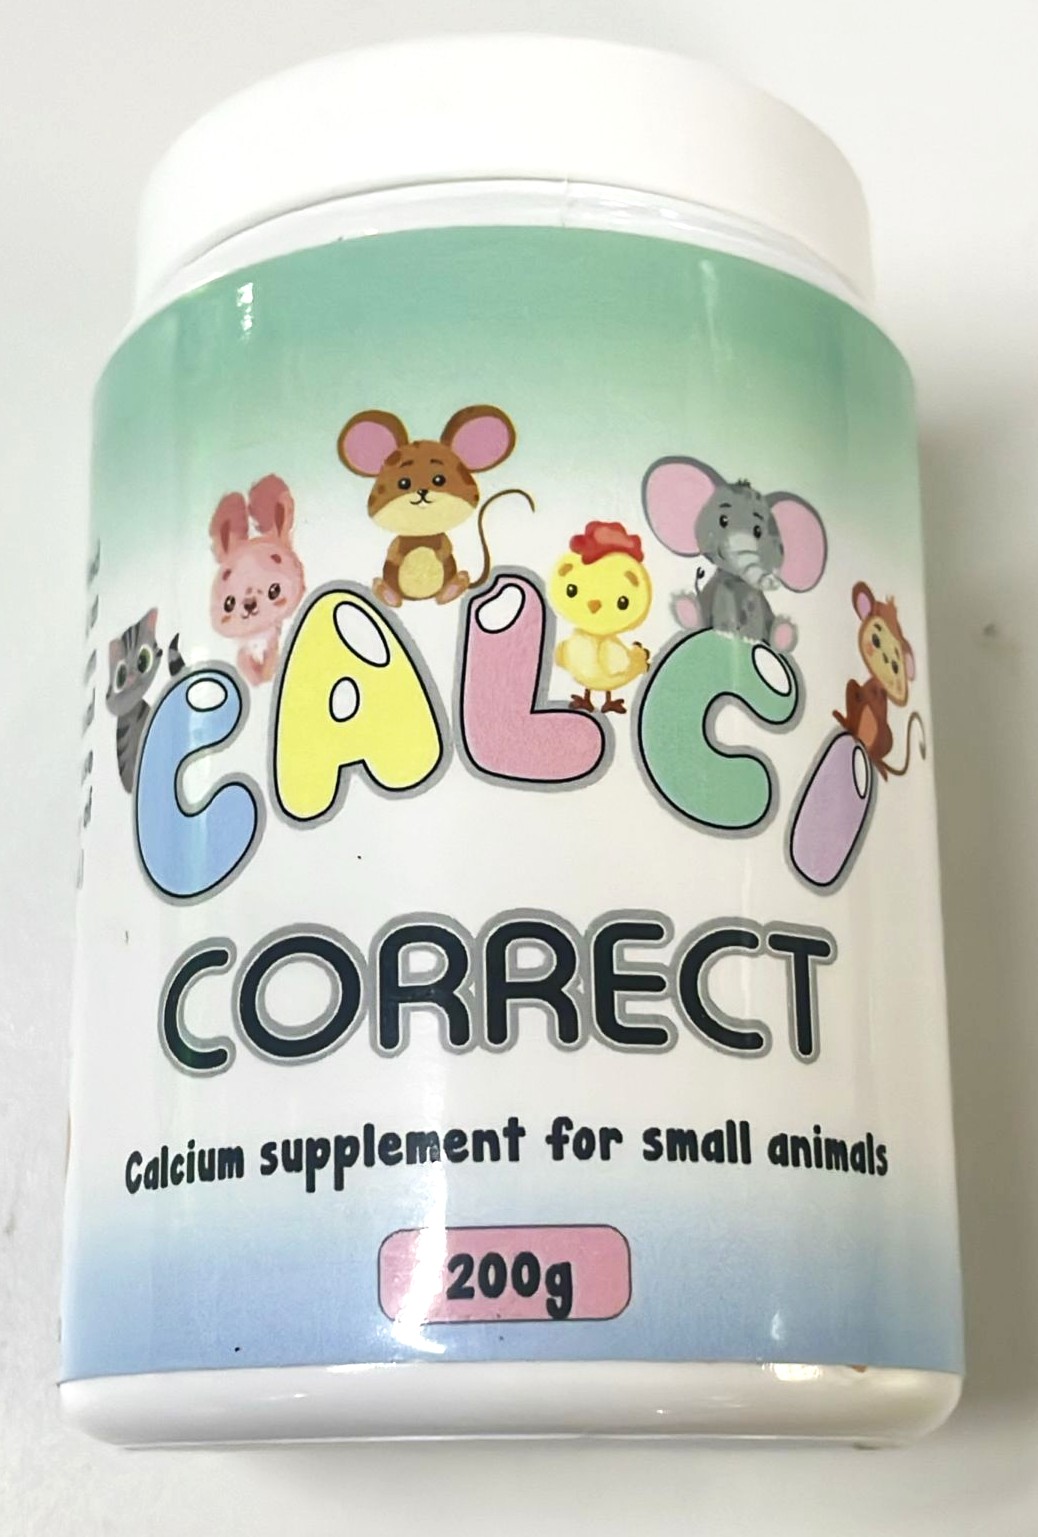 CALCI
CORRECT
Calcium supplement for small animals
200g